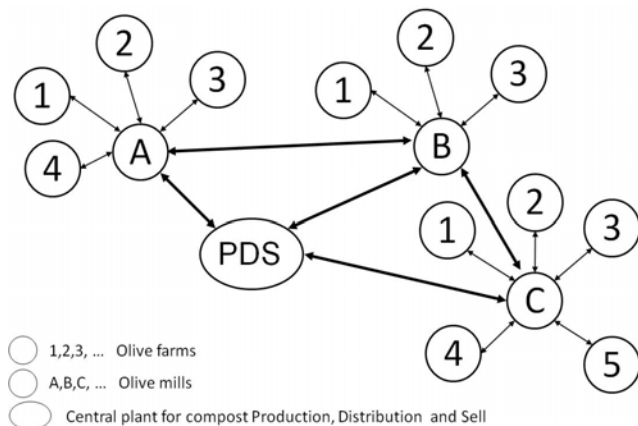 2
2
1
3
1
3
4
A
B
PDS
1
2
3
C
4
5
1,2,3, ... Olive farms
A,B,C, ... Olive mills
Central plant for compost Production, Distribution and Sell